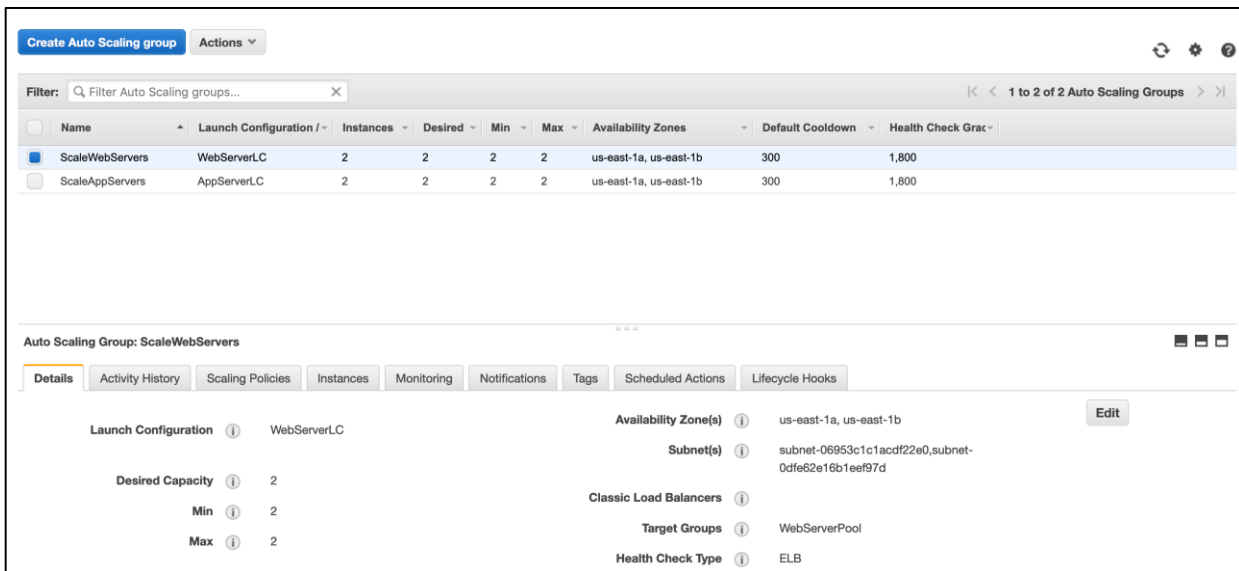 Create Auto Scaling group Actions
Filter: Filter Auto Scaling groups... 1 to 2 of 2 Auto Scaling Groups
Name Launch Configuration / Instances Desired Min Max Availability Zones Default Cooldown Health Check Grac
ScaleWebServers WebServerLC 2 2 2 2 us-east-1a, us-east-1b 300 1,800
ScaleAppServers AppServerLC 2 2 2 2 us-east-1a, us-east-1b 300 1,800
Auto Scaling Group: ScaleWebServers
Details Activity History Scaling Policies Instances Monitoring Notifications Tags Scheduled Actions Lifecycle Hooks
Launch Configuration WebServerLC
Desired Capacity 2
Min 2
Max 2
Availability Zone(s) us-east-1a, us-east-1b
Subnet(s) subnet-06953c1c1acdf22e0,subnet-
0dfe62e16b1eef97d
Classic Load Balancers
Target Groups WebServerPool
Health Check Type ELB
Edit